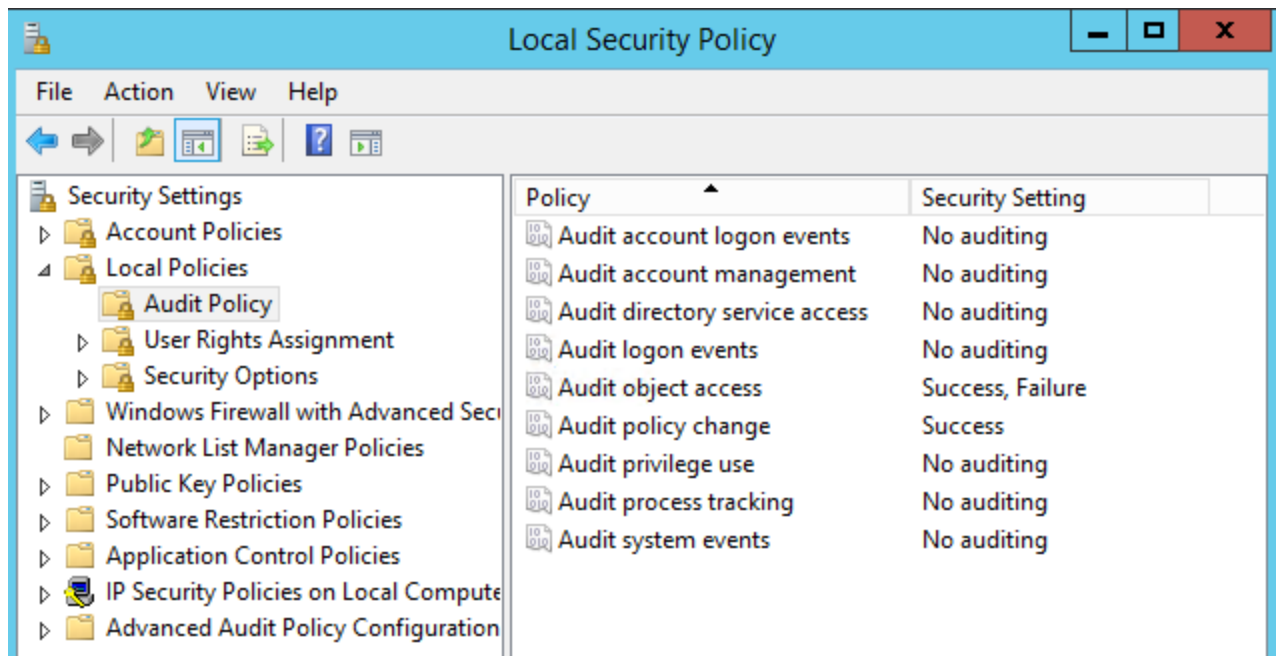 Local Security Policy
File Action View Help
Security Settings
Account Policies
Local Policies
Audit Policy
User Rights Assignment
Security Options
Windows Firewall with Advanced Secu
Network List Manager Policies
Public Key Policies
Software Restriction Policies
Application Control Policies
IP Security Policies on Local Compute
Advanced Audit Policy Configuration
Policy Security Setting
Audit account logon events No auditing
Audit account management No auditing
Audit directory service access No auditing
Audit logon events No auditing
Audit object access Success, Failure
Audit policy change Success
Audit privilege use No auditing
Audit process tracking No auditing
Audit system events No auditing